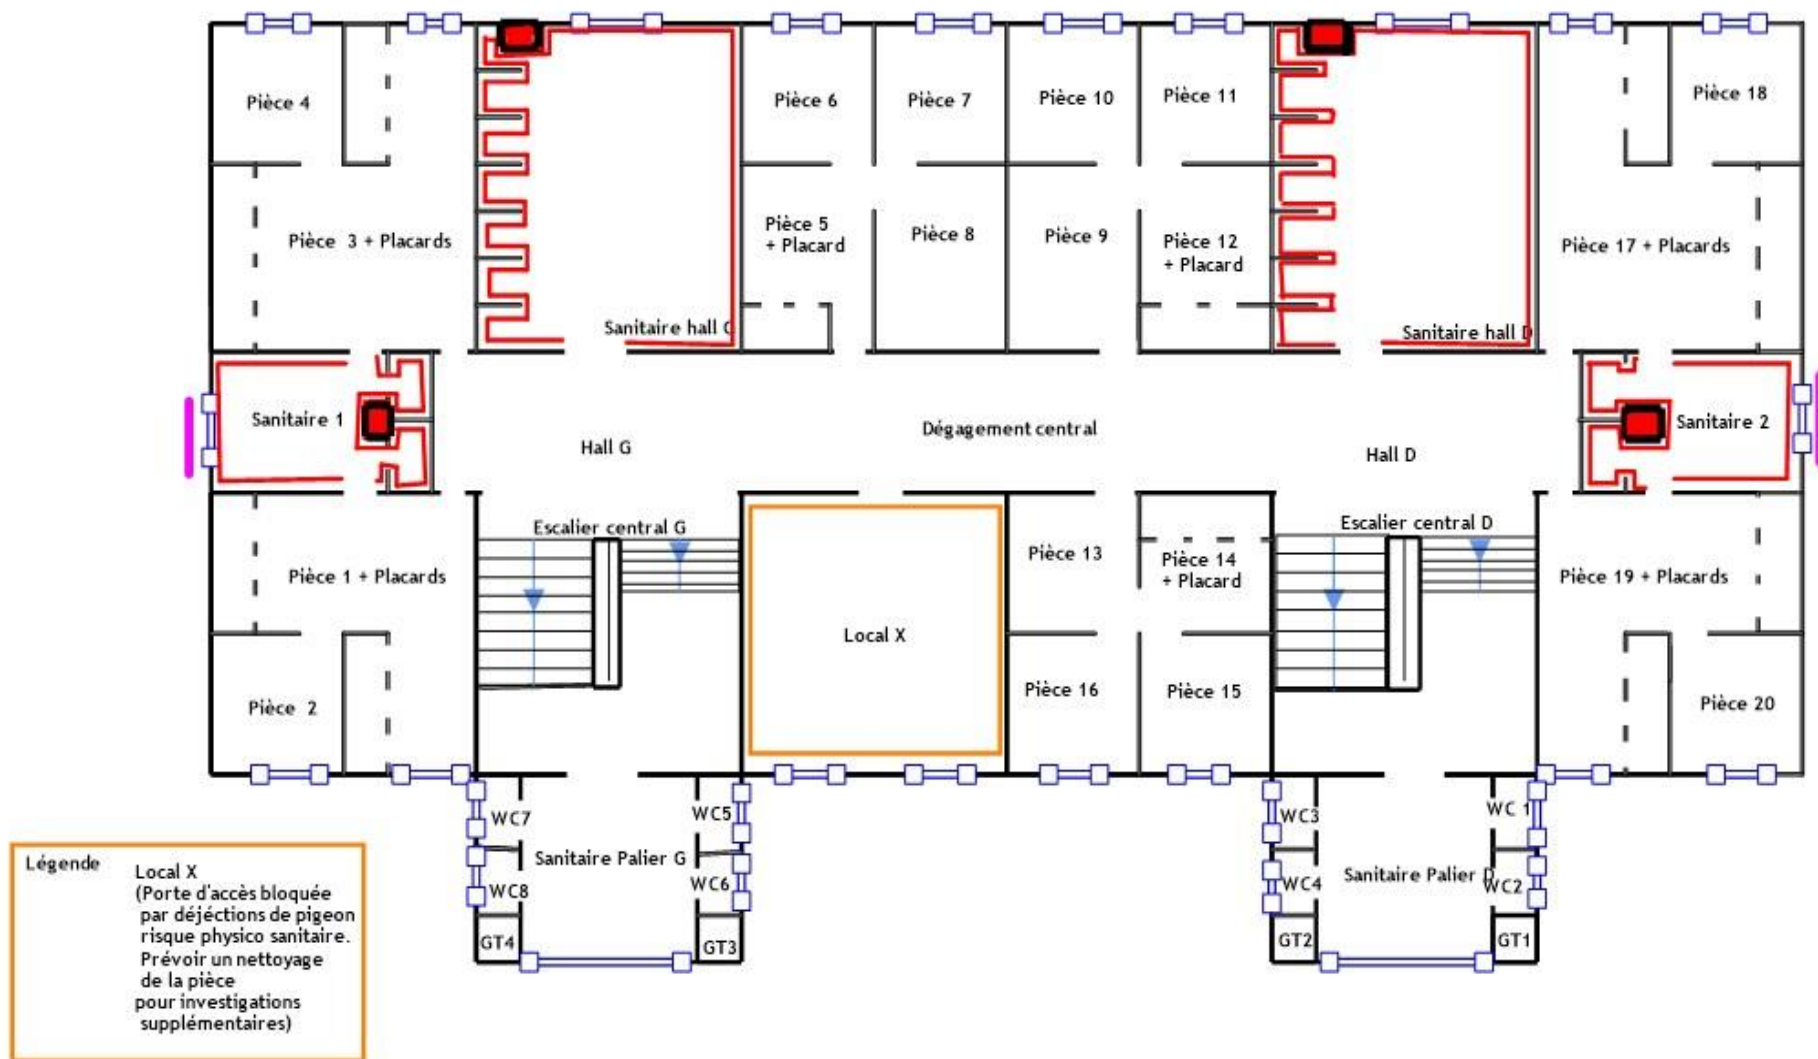 Pièce 4
Pièce 6
Pièce 7
Pièce 10
Pièce 11
Pièce 18
Pièce  3 + Placards
Pièce 5
+ Placard
Pièce 8
Pièce 9
Pièce 12
+ Placard
Pièce 17 + Placards
Sanitaire hall G
Sanitaire hall D
Sanitaire 1
Hall G
Dégagement central
Hall D
Sanitaire 2
Escalier central G
Escalier central D
Pièce 1 + Placards
Pièce 13
Pièce 14
+ Placard
Pièce 19 + Placards
Local X
Pièce  2
Pièce 16
Pièce 15
Pièce 20
WC7
WC5
WC3
WC 1
Sanitaire Palier G
Sanitaire Palier D
WC8
WC6
WC4
WC2
GT4
GT3
GT2
GT1
Légende
Local X
(Porte d'accès bloquée
par déjéctions de pigeon
risque physico sanitaire.
Prévoir un nettoyage
de la pièce
pour investigations
supplémentaires)